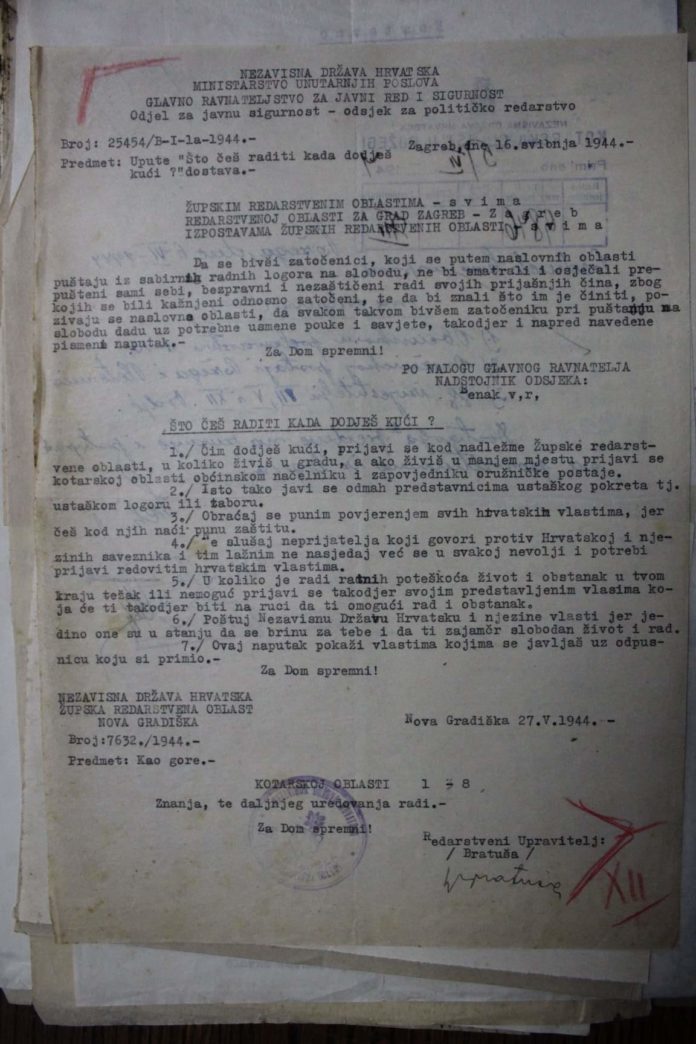 NEZAVISNA DRŽAVA HRVATSKA
MINISTARSTVO UNUTARNJIH POSLOVA
GLAVNO RAVNATELJSTVO ZA JAVNI RED I SIGURNOST
Odjel za javnu sigurnost - odsjek za političko redarstvo
Broj: 25454/B-I-1a-1944.-
Zagreb, dne 16.svibnja 1944.-
Predmet: Upute "Što češ raditi kada dodješ
kući ?"dostava.-
ŽUPSKIM REDARSTVENIM OBLASTIMA - s v i m a
REDARSTVENOJ OBLASTI ZA GRAD ZAGREB - Z a g r e b
IZPOSTAVAMA ŽUPSKIH REDARSTVENIH OBLASTI - s v i m a
Da se bivši zatočenici, koji se putem naslovnih oblasti
puštaju iz sabirnih radnih logora na slobodu, ne bi smatrali i osječali pre-
pušteni sami sebi, bezpravni i nezaštičeni radi svojih prijašnjih čina, zbog
kojih se bili kažnjeni odnosno zatočeni, te da bi znali što im je činiti, po-
zivaju se naslovna oblasti, da svakom takvom bivšem zatočeniku pri puštanju na
slobodu dadu uz potrebne usmene pouke i savjete, takodjer i napred navedene
pismeni naputak.-
Za Dom spremni!
PO NALOGU GLAVNOG RAVNATELJA
NADSTOJNIK ODSJEKA:
Benak v,r,
ŠTO ČEŠ RADITI KADA DODJEŠ KUĆI ?
1./ Čim dodješ kući, prijavi se kod nadležme Župske redarst-
vene oblasti, u koliko živiš u gradu, a ako živiš u manjem mjestu prijavi se
kotarskoj oblasti obćinskom načelniku i zapovjedniku oružničke postaje.
2./ Isto tako javi se odmah predstavnicima ustaškog pokreta tj.
ustaškom logoru ili taboru.
3./ Obraćaj se punim povjerenjem svih hrvatskih vlastima, jer
češ kod njih naći punu zaštitu.
4./ Ne slušaj neprijatelja koji govori protiv Hrvatskoj i nje-
zinih saveznika i tim lažnim ne nasjedaj već se u svakoj nevolji i potrebi
prijavi redovitim hrvatskim vlastima.
5./ U koliko je radi ratnih poteškoća život i obstanak u tvom
kraju težak ili nemoguć prijavi se takodjer svojim predstavljenim vlasima ko-
ja će ti takodjer biti na ruci da ti omogući rad i obstanak.
6./ Poštuj Nezavisnu Državu Hrvatsku i njezine vlasti jer je-
dino one su u stanju da se brinu za tebe i da ti zajamčr slobodan život i rad.
7./ Ovaj naputak pokaži vlastima kojima se javljaš uz odpus-
nicu koju si primio.-
Za Dom spremni!
NEZAVISNA DRŽAVA HRVATSKA
ŽUPSKA REDARSTVENA OBLAST
NOVA GRADIŠKA
Nova Gradiška 27.V.1944.-
Broj:7632./1944.-
Predmet: Kao gore.-
KOTARSKOJ OBLASTI 1 - 8
Znanja, te daljnjeg uredovanja radi.-
Za Dom spremni!
Redarstveni Upravitelj:
/ Bratuša /
XII